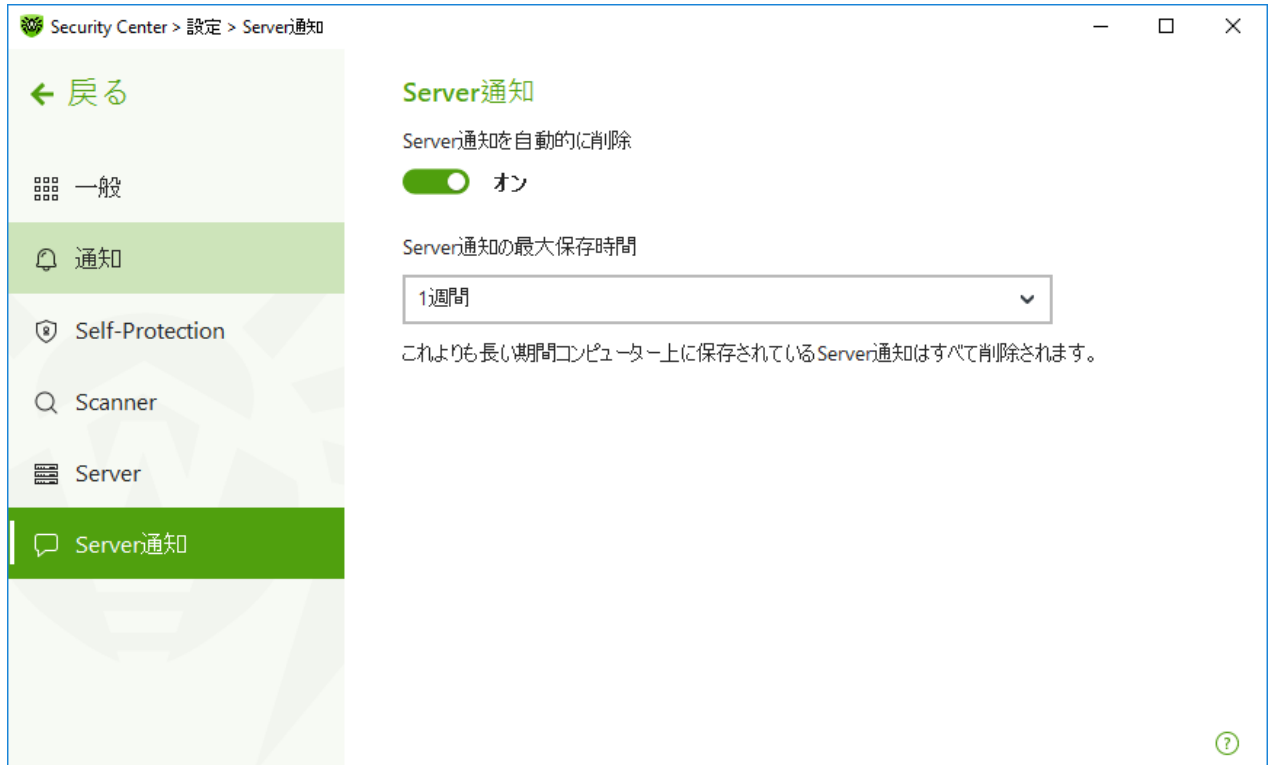 Security Center > 設定 > Server通知
戻る
一般
通知
Self-Protection
Scanner
Server
Server通知
Server通知
Server通知を自動的に削除
オン
Server通知の最大保存時間
1週間
これよりも長い期間コンピューター上に保存されているServer通知はすべて削除されます。
?